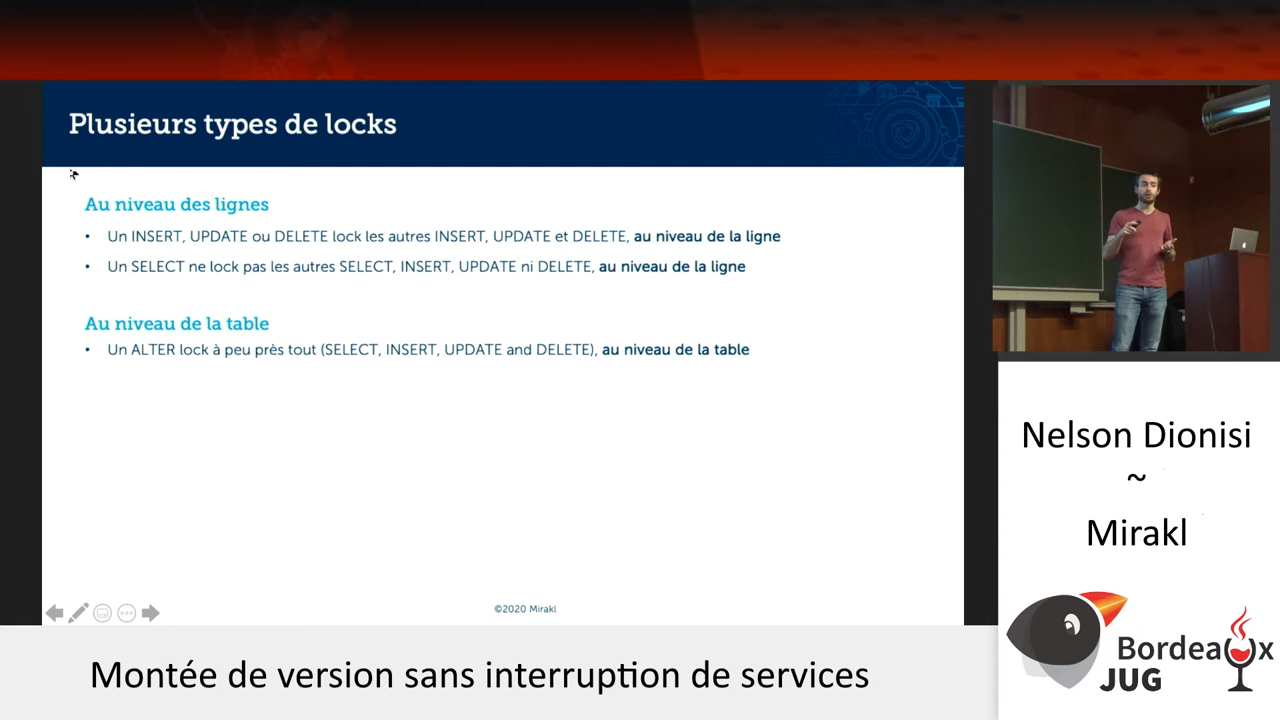 Plusieurs types de locks
Au niveau des lignes
• Un INSERT, UPDATE ou DELETE lock les autres INSERT, UPDATE et DELETE, au niveau de la ligne
• Un SELECT ne lock pas les autres SELECT, INSERT, UPDATE ni DELETE, au niveau de la ligne
Au niveau de la table
• Un ALTER lock à peu près tout (SELECT, INSERT, UPDATE and DELETE), au niveau de la table
©2020 Mirakl
Nelson Dionisi
~
Mirakl
Bordeaux
JUG
Montée de version sans interruption de services